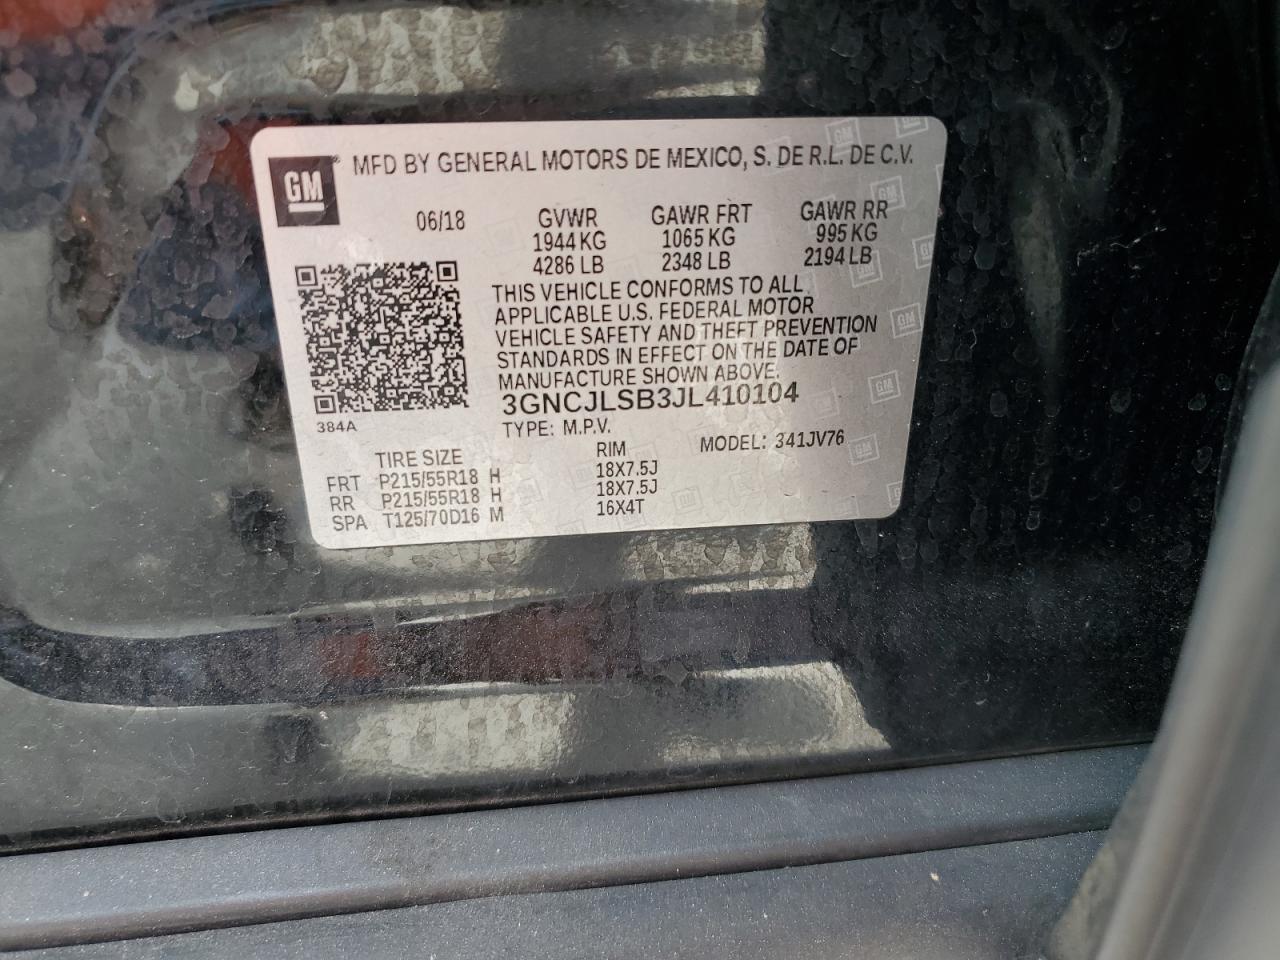 GM ® MFD BY GENERAL MOTORS DE MEXICO, S. DE R.L. DE C.V.
06/18 GVWR GAWR FRT GAWR RR
1944 KG 1065 KG 995 KG
4286 LB 2348 LB 2194 LB
THIS VEHICLE CONFORMS TO ALL
APPLICABLE U.S. FEDERAL MOTOR
VEHICLE SAFETY AND THEFT PREVENTION
STANDARDS IN EFFECT ON THE DATE OF
MANUFACTURE SHOWN ABOVE.
3GNCJLSB3JL410104
384A
TYPE: M.P.V. MODEL: 341JV76
TIRE SIZE RIM
FRT P215/55R18 H 18X7.5J
RR P215/55R18 H 18X7.5J
SPA T125/70D16 M 16X4T